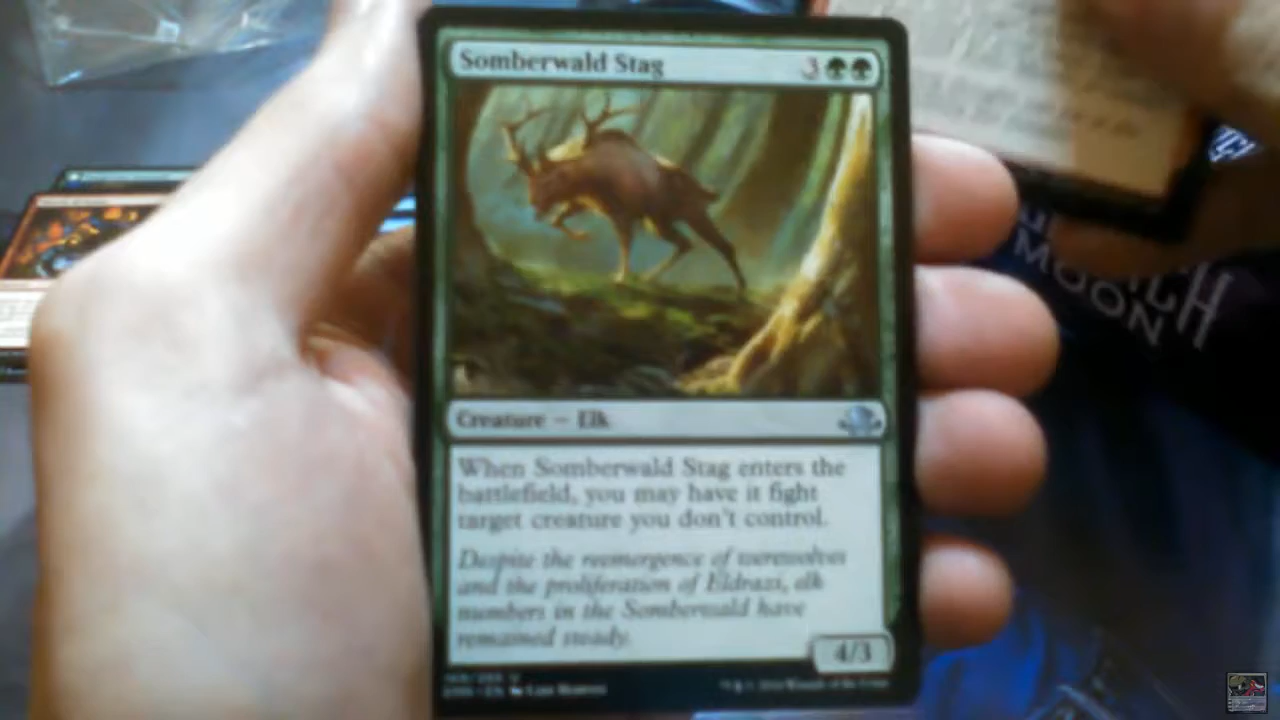 Somberwald Stag 3
Creature — Elk
When Somberwald Stag enters the
battlefield, you may have it fight
target creature you don't control.
Despite the reemergence of werewolves
and the proliferation of Eldrazi, elk
numbers in the Somberwald have
remained steady.
4/3
MOON